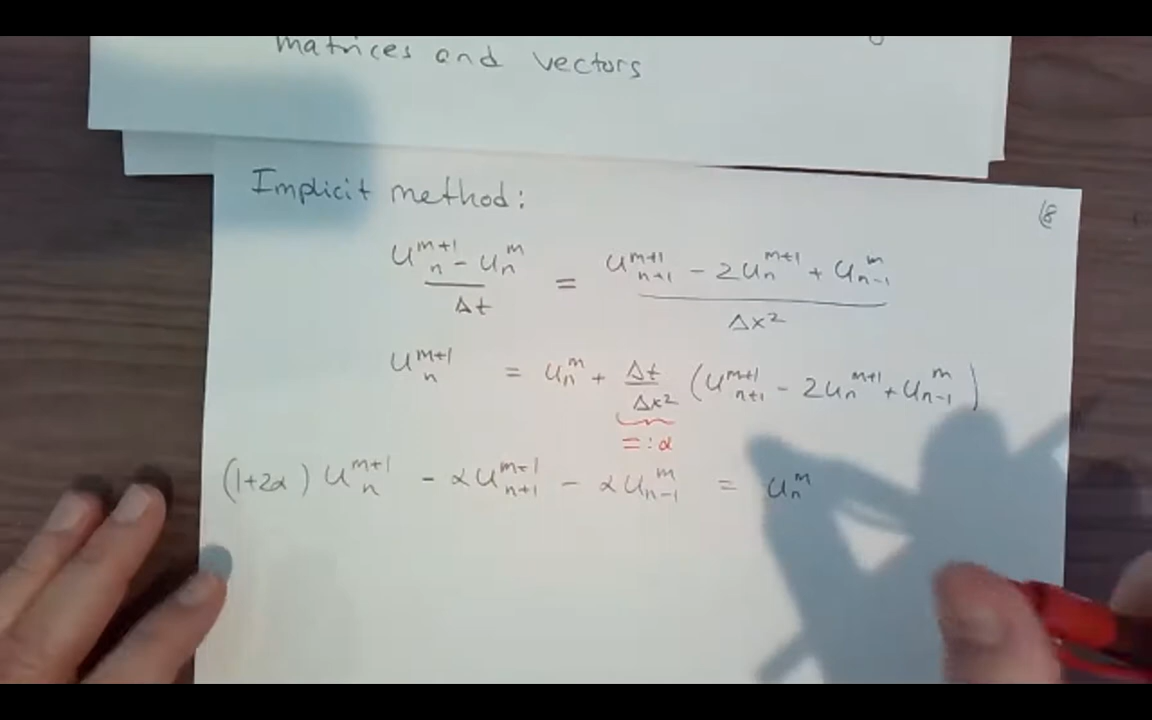 matrices and vectors
Implicit method:
18
(u_n^{m+1} - u_n^m) / Δt = (u_{n+1}^{m+1} - 2u_n^{m+1} + u_{n-1}^m) / Δx²
u_n^{m+1} = u_n^m + Δt/Δx² (u_{n+1}^{m+1} - 2u_n^{m+1} + u_{n-1}^m)
=:α
(1+2α) u_n^{m+1} - αu_{n+1}^{m+1} - αu_{n-1}^m = u_n^m